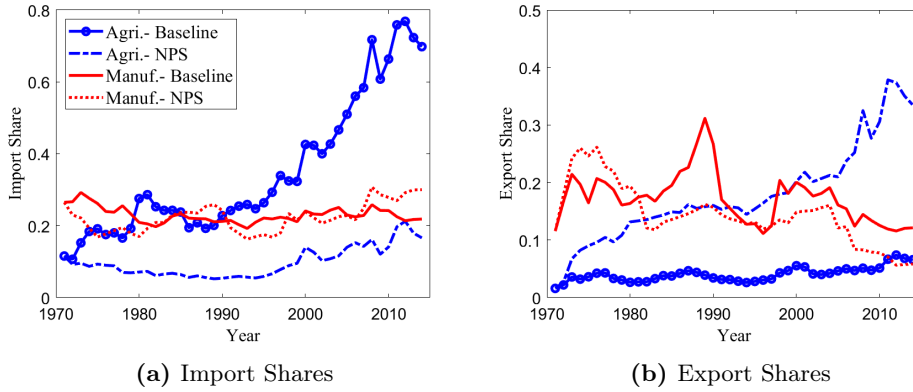 0.8
0.6
0.4
0.2
0
Import Share
Agri.- Baseline
Agri.- NPS
Manuf.- Baseline
Manuf.- NPS
1970 1980 1990 2000 2010
Year
(a) Import Shares
0.5
0.4
0.3
0.2
0.1
0
Export Share
1970 1980 1990 2000 2010
Year
(b) Export Shares